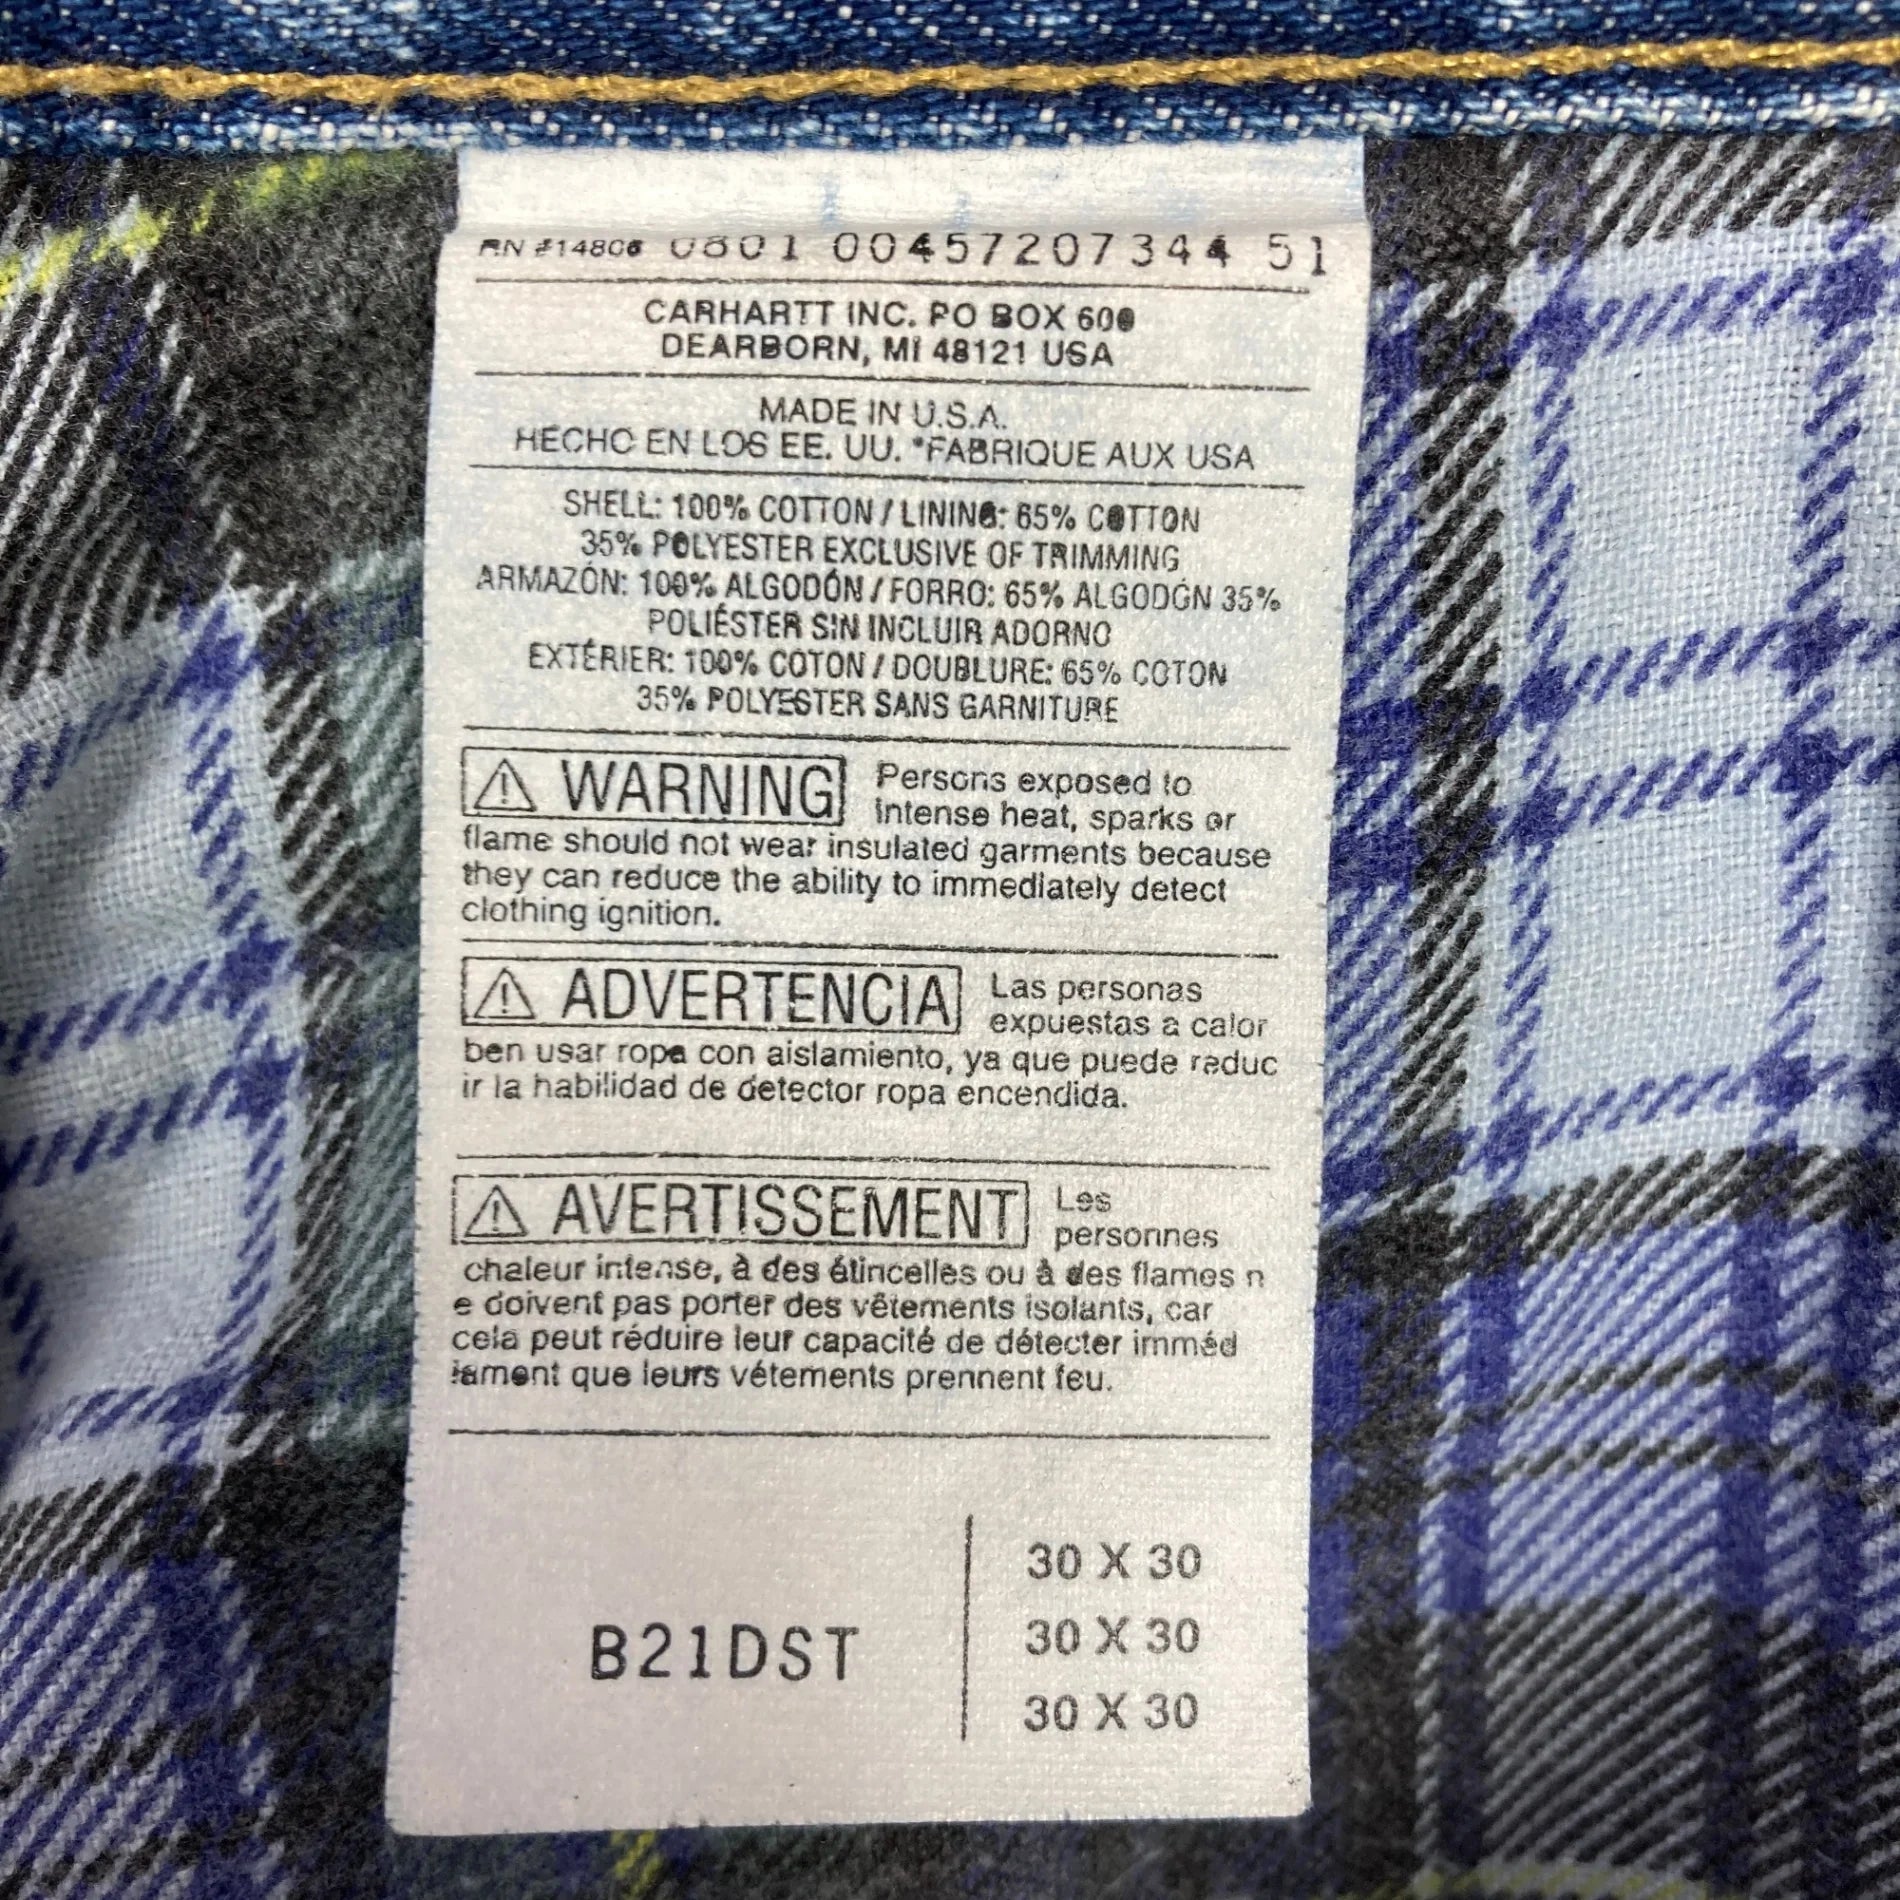 RN #14806 0801 00457207344 51
CARHARTT INC. PO BOX 600
DEARBORN, MI 48121 USA
MADE IN U.S.A.
HECHO EN LOS EE. UU. *FABRIQUE AUX USA
SHELL: 100% COTTON / LINING: 65% COTTON
35% POLYESTER EXCLUSIVE OF TRIMMING
ARMAZÓN: 100% ALGODÓN / FORRO: 65% ALGODÓN 35%
POLIÉSTER SIN INCLUIR ADORNO
EXTÉRIER: 100% COTON / DOUBLURE: 65% COTON
35% POLYESTER SANS GARNITURE
⚠ WARNING Persons exposed to
intense heat, sparks or
flame should not wear insulated garments because
they can reduce the ability to immediately detect
clothing ignition.
⚠ ADVERTENCIA Las personas
expuestas a calor
ben usar ropa con aislamiento, ya que puede reduc
ir la habilidad de detector ropa encendida.
⚠ AVERTISSEMENT Les
personnes
chaleur intense, à des étincelles ou à des flames n
e doivent pas porter des vêtements isolants, car
cela peut réduire leur capacité de détecter imméd
iament que leurs vétements prennent feu.
B21DST
30 X 30
30 X 30
30 X 30